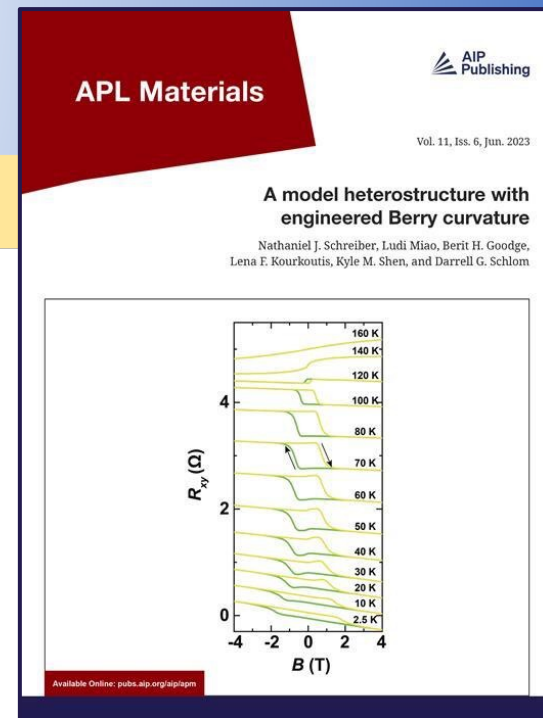 AIP
Publishing
APL Materials
Vol. 11, Iss. 6, Jun. 2023
A model heterostructure with
engineered Berry curvature
Nathaniel J. Schreiber, Ludi Miao, Berit H. Goodge,
Lena F. Kourkoutis, Kyle M. Shen, and Darrell G. Schlom
160 K
140 K
120 K
100 K
80 K
70 K
60 K
50 K
40 K
30 K
20 K
10 K
2.5 K
4
2
0
Rxy (Ω)
-4 -2 0 2 4
B (T)
Available Online: pubs.aip.org/aip/apm